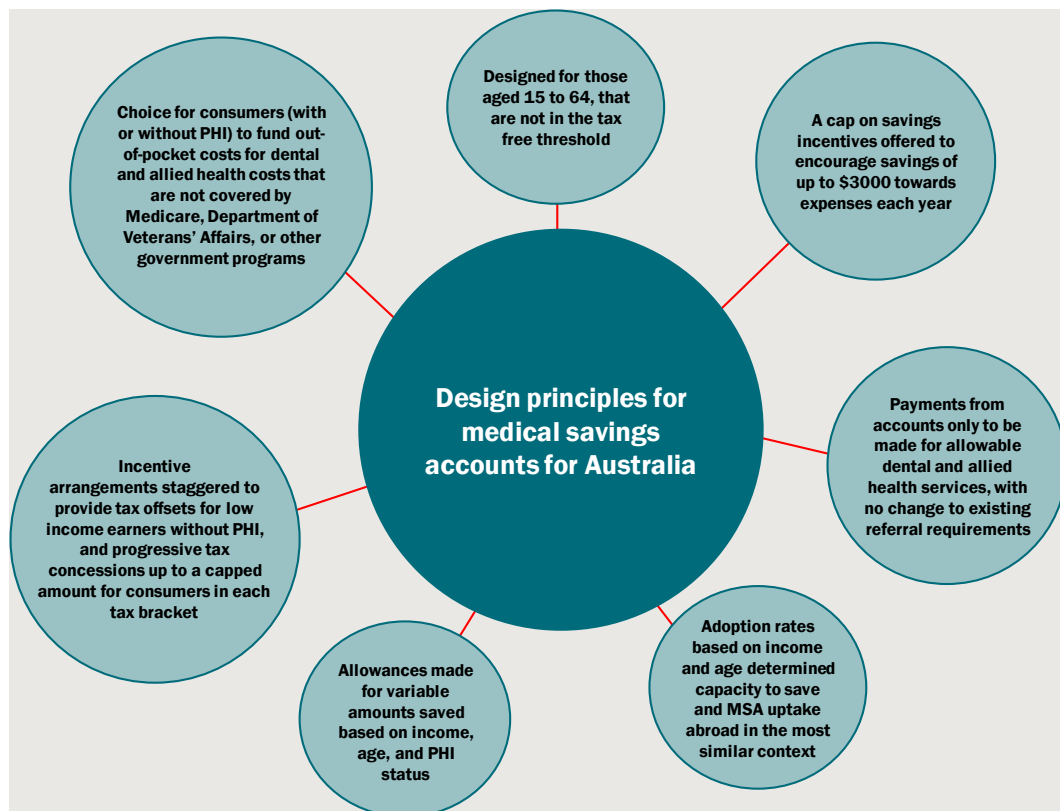 Designed for those
aged 15 to 64, that
are not in the tax
free threshold
Choice for consumers (with
or without PHI) to fund out-
of-pocket costs for dental
and allied health costs that
are not covered by
Medicare, Department of
Veterans’ Affairs, or other
government programs
A cap on savings
incentives offered to
encourage savings of
up to $3000 towards
expenses each year
Design principles for
medical savings
accounts for Australia
Payments from
accounts only to be
made for allowable
dental and allied
health services, with
no change to existing
referral requirements
Incentive
arrangements staggered to
provide tax offsets for low
income earners without PHI,
and progressive tax
concessions up to a capped
amount for consumers in each
tax bracket
Adoption rates
based on income
and age determined
capacity to save
and MSA uptake
abroad in the most
similar context
Allowances made
for variable
amounts saved
based on income,
age, and PHI
status